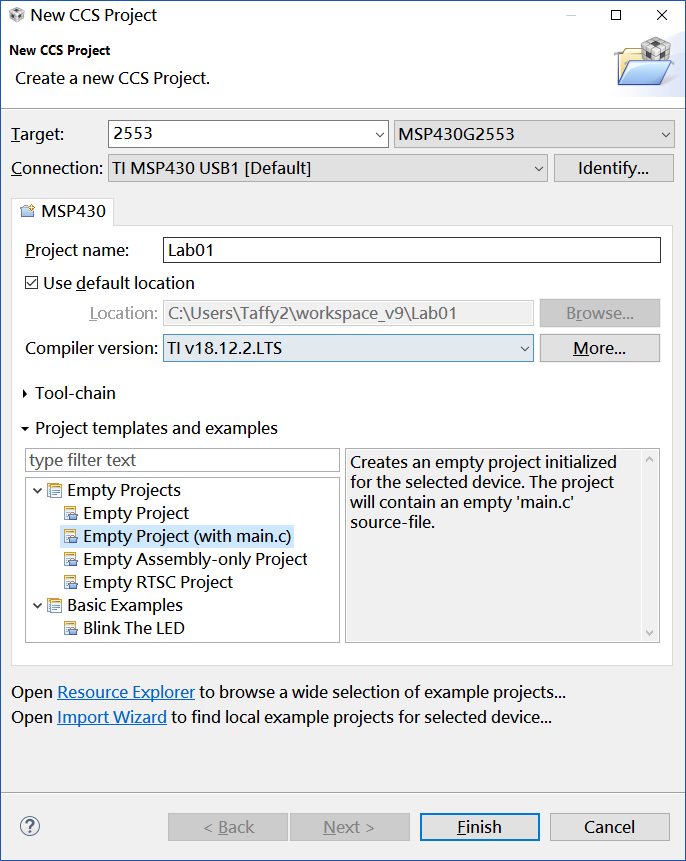 New CCS Project
New CCS Project
Create a new CCS Project.
Target: 2553 MSP430G2553
Connection: TI MSP430 USB1 [Default] Identify...
MSP430
Project name: Lab01
Use default location
Location: C:\Users\Taffy2\workspace_v9\Lab01 Browse...
Compiler version: TI v18.12.2.LTS More...
Tool-chain
Project templates and examples
type filter text
Empty Projects
Empty Project
Empty Project (with main.c)
Empty Assembly-only Project
Empty RTSC Project
Basic Examples
Blink The LED
Creates an empty project initialized
for the selected device. The project
will contain an empty 'main.c'
source-file.
Open Resource Explorer to browse a wide selection of example projects...
Open Import Wizard to find local example projects for selected device...
? < Back Next > Finish Cancel